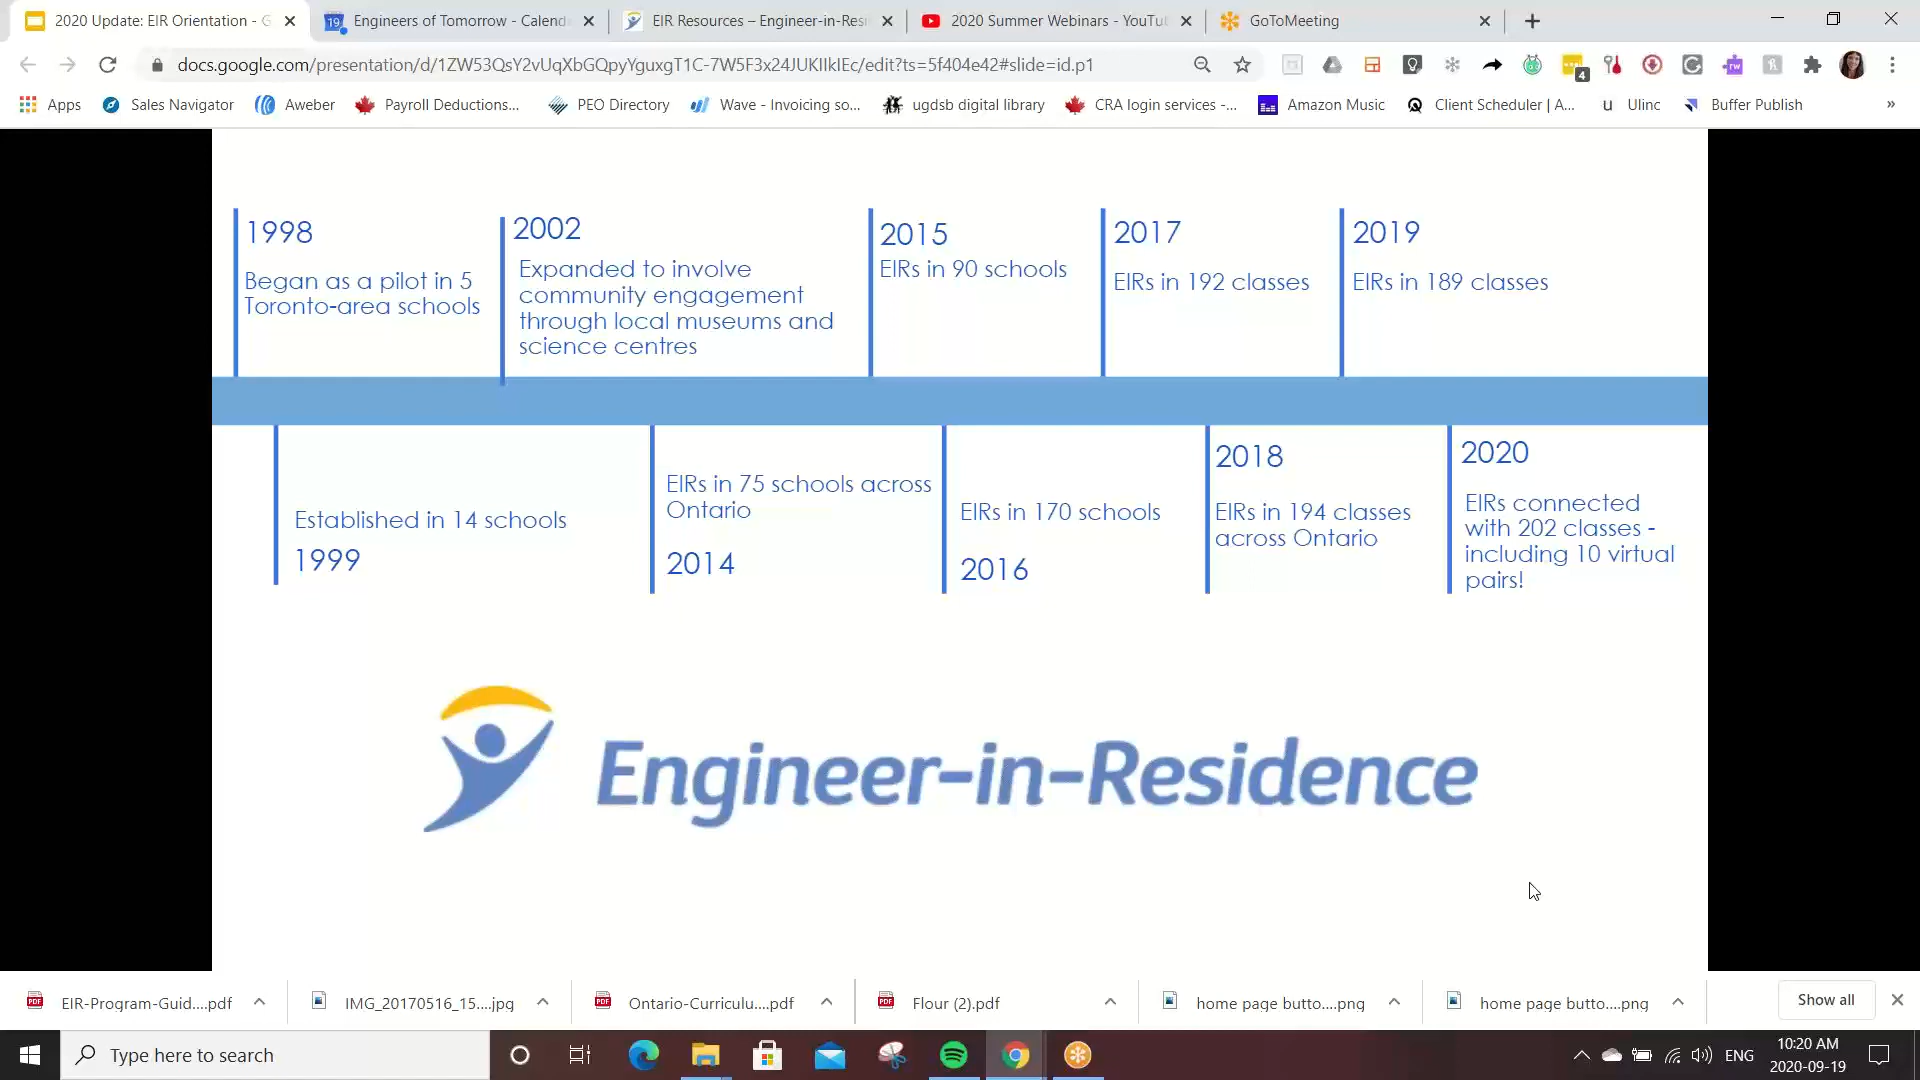 2020 Update: EIR Orientation - G
Engineers of Tomorrow - Calend
EIR Resources – Engineer-in-Resi
2020 Summer Webinars - YouTu
GoToMeeting
docs.google.com/presentation/d/1ZW53QsY2vUqXbGQpyYguxgT1C-7W5F3x24JUKIlkIEc/edit?ts=5f404e42#slide=id.p1
4
Apps
Sales Navigator
Aweber
Payroll Deductions...
PEO Directory
Wave - Invoicing so...
ugdsb digital library
CRA login services -...
Amazon Music
Client Scheduler | A...
Ulinc
Buffer Publish
»
1998
Began as a pilot in 5
Toronto-area schools
2002
Expanded to involve
community engagement
through local museums and
science centres
2015
EIRs in 90 schools
2017
EIRs in 192 classes
2019
EIRs in 189 classes
Established in 14 schools
1999
EIRs in 75 schools across
Ontario
2014
EIRs in 170 schools
2016
2018
EIRs in 194 classes
across Ontario
2020
EIRs connected
with 202 classes -
including 10 virtual
pairs!
Engineer-in-Residence
EIR-Program-Guid....pdf
IMG_20170516_15....jpg
Ontario-Curriculu....pdf
Flour (2).pdf
home page butto....png
home page butto....png
Show all
Type here to search
ENG
10:20 AM
2020-09-19